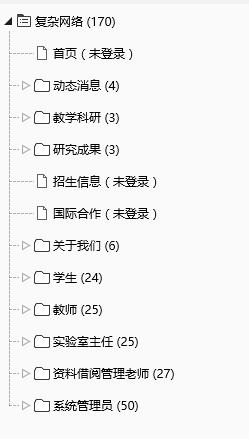 复杂网络 (170)
首页（未登录）
动态消息 (4)
教学科研 (3)
研究成果 (3)
招生信息（未登录）
国际合作（未登录）
关于我们 (6)
学生 (24)
教师 (25)
实验室主任 (25)
资料借阅管理老师 (27)
系统管理员 (50)